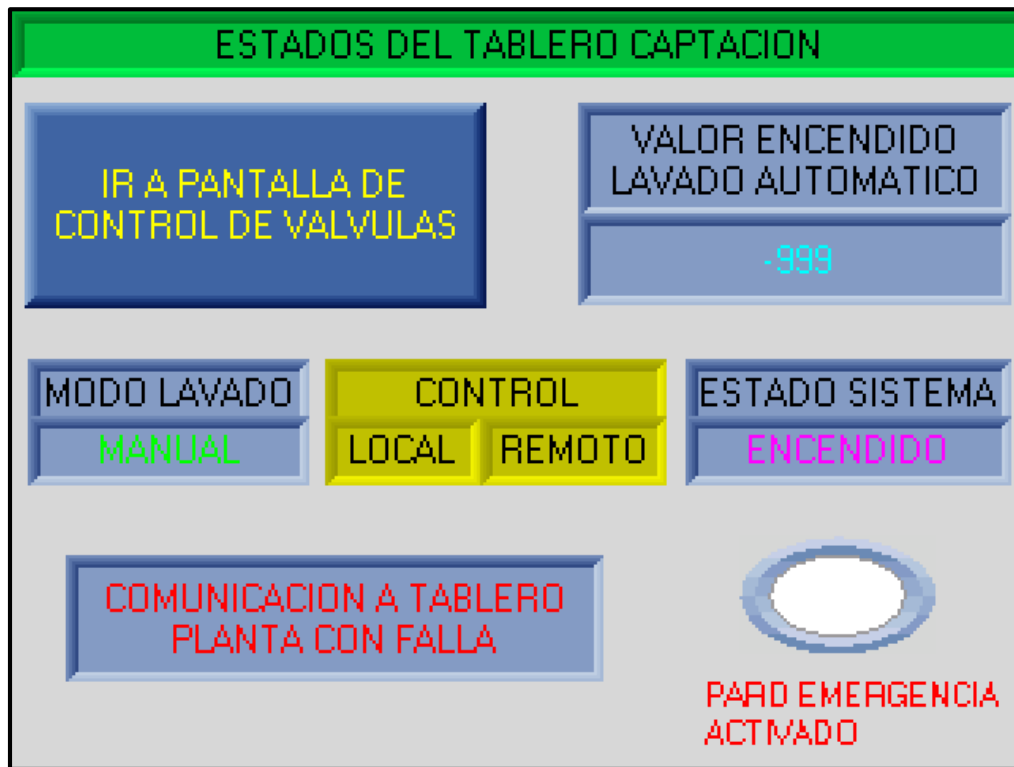 ESTADOS DEL TABLERO CAPTACION
IR A PANTALLA DE
CONTROL DE VALVULAS
VALOR ENCENDIDO
LAVADO AUTOMATICO
-999
MODO LAVADO
MANUAL
CONTROL
LOCAL REMOTO
ESTADO SISTEMA
ENCENDIDO
COMUNICACION A TABLERO
PLANTA CON FALLA
PARO EMERGENCIA
ACTIVADO